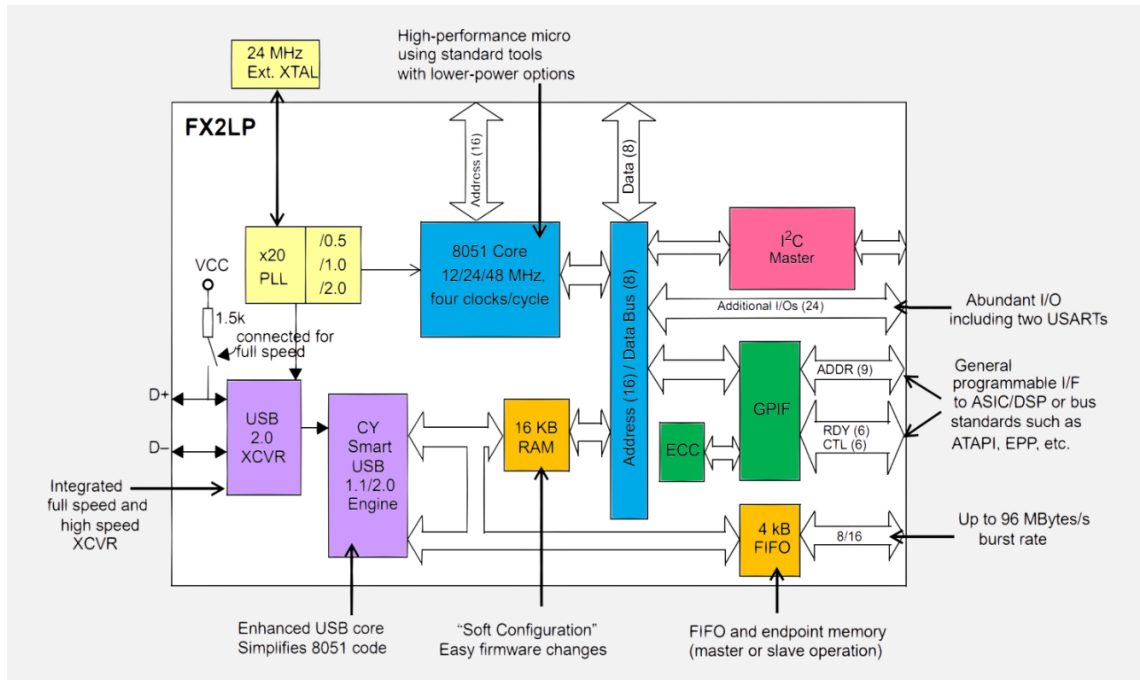 High-performance micro
using standard tools
with lower-power options
24 MHz
Ext. XTAL
FX2LP
Address (16)
Data (8)
x20
PLL
/0.5
/1.0
/2.0
8051 Core
12/24/48 MHz,
four clocks/cycle
I²C
Master
VCC
1.5k
connected for
full speed
Additional I/Os (24)
Abundant I/O
including two USARTs
Address (16) / Data Bus (8)
D+
D–
USB
2.0
XCVR
CY
Smart
USB
1.1/2.0
Engine
16 KB
RAM
ECC
GPIF
ADDR (9)
RDY (6)
CTL (6)
General
programmable I/F
to ASIC/DSP or bus
standards such as
ATAPI, EPP, etc.
Integrated
full speed and
high speed
XCVR
4 kB
FIFO
8/16
Up to 96 MBytes/s
burst rate
Enhanced USB core
Simplifies 8051 code
“Soft Configuration”
Easy firmware changes
FIFO and endpoint memory
(master or slave operation)